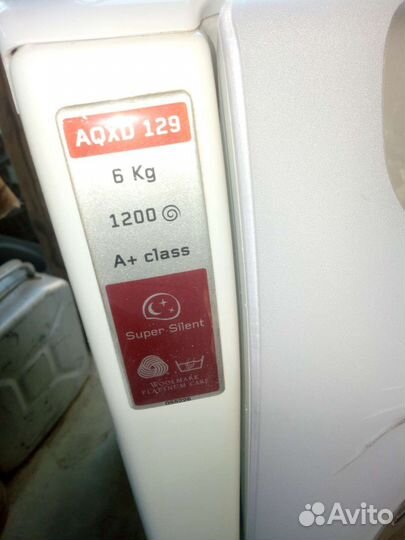 AQXD 129
6 Kg
1200
A+ class
Super Silent
WOOLMARK
PLATINUM CARE
Avito